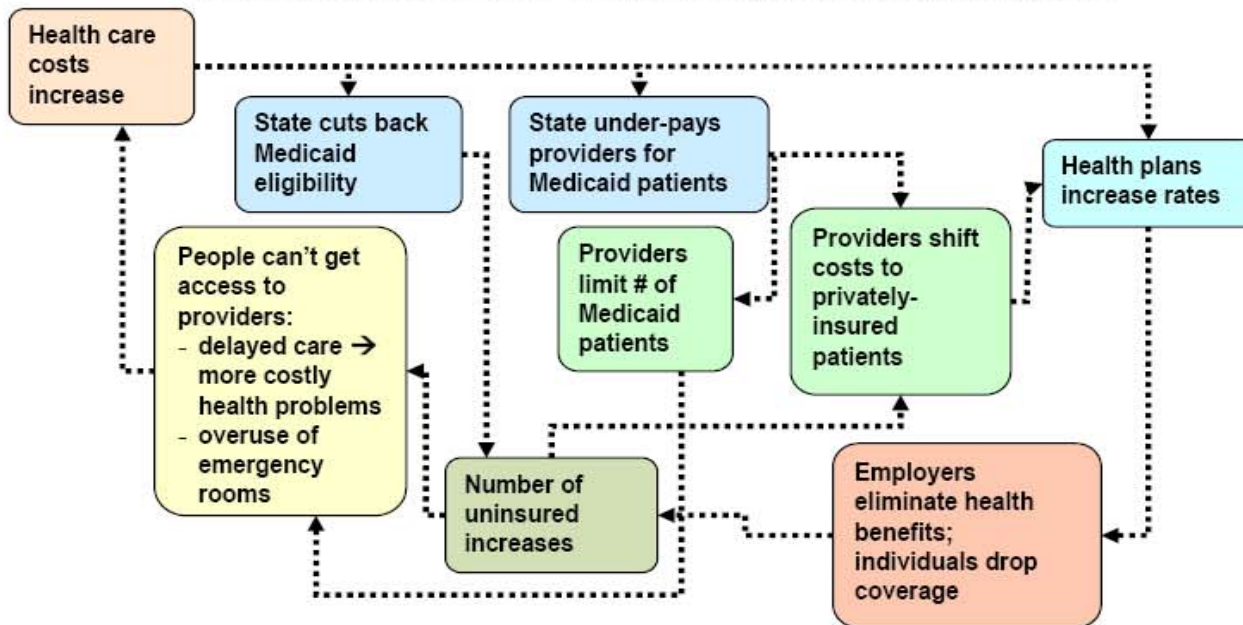 Health care
costs
increase
State cuts back
Medicaid
eligibility
State under-pays
providers for
Medicaid patients
Health plans
increase rates
People can't get
access to
providers:
- delayed care →
more costly
health problems
- overuse of
emergency
rooms
Providers
limit # of
Medicaid
patients
Providers shift
costs to
privately-
insured
patients
Number of
uninsured
increases
Employers
eliminate health
benefits;
individuals drop
coverage